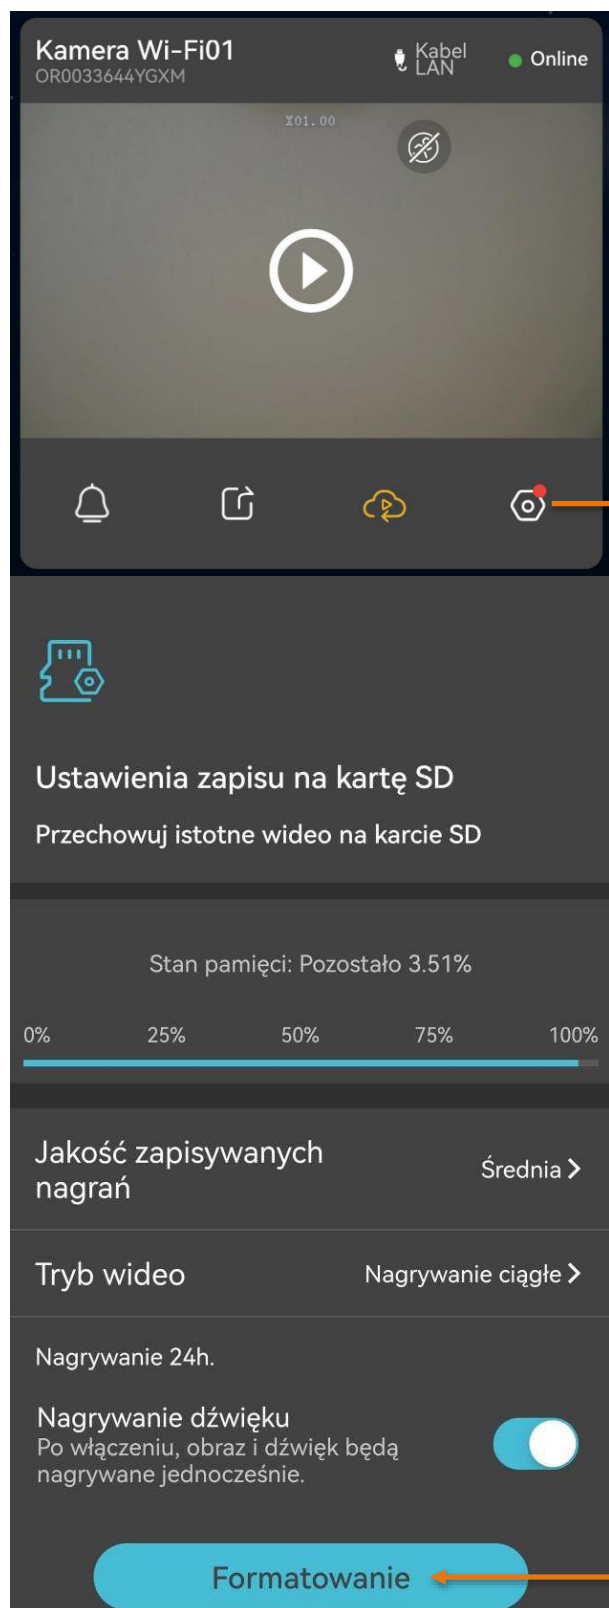 Kamera Wi-Fi01
OR0033644YGXM
Kabel
LAN
Online
X01.00
Ustawienia zapisu na kartę SD
Przechowuj istotne wideo na karcie SD
Stan pamięci: Pozostało 3.51%
0% 25% 50% 75% 100%
Jakość zapisywanych
nagrań
Średnia
Tryb wideo
Nagrywanie ciągłe
Nagrywanie 24h.
Nagrywanie dźwięku
Po włączeniu, obraz i dźwięk będą
nagrywane jednocześnie.
Formatowanie